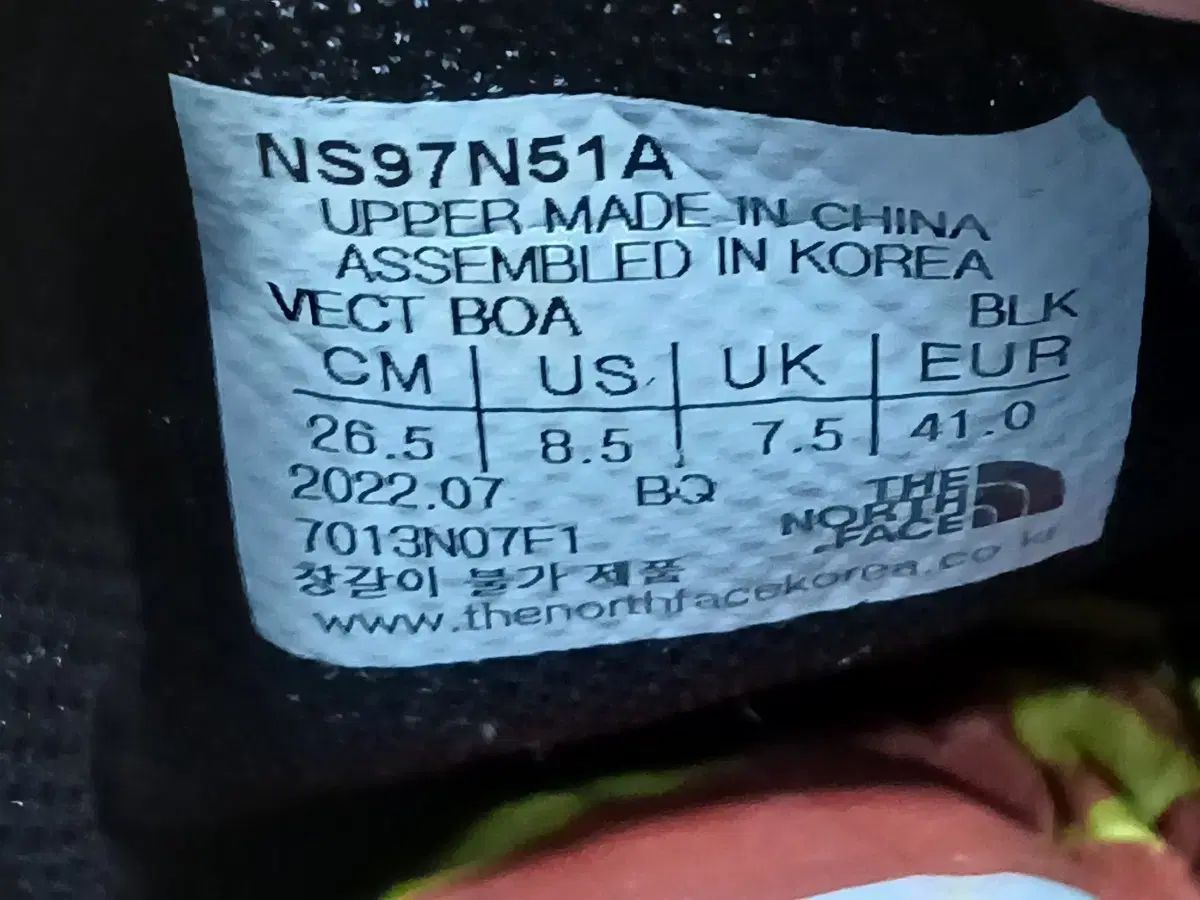 NS97N51A
UPPER MADE IN CHINA
ASSEMBLED IN KOREA
VECT BOA BLK
CM US UK EUR
26.5 8.5 7.5 41.0
2022.07 BQ
THE
NORTH
FACE
7013N07F1
창갈이 불가 제품
www.thenorthfacekorea.co.kr